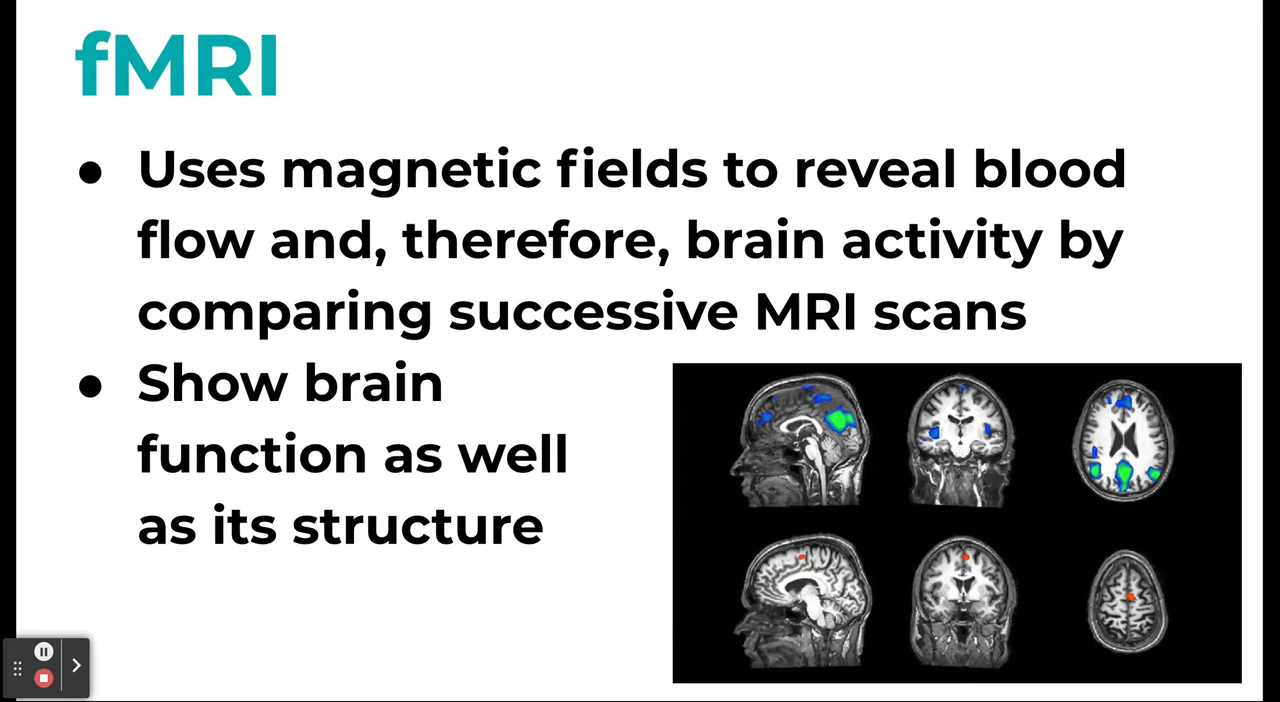 fMRI
● Uses magnetic fields to reveal blood
flow and, therefore, brain activity by
comparing successive MRI scans
● Show brain
function as well
as its structure